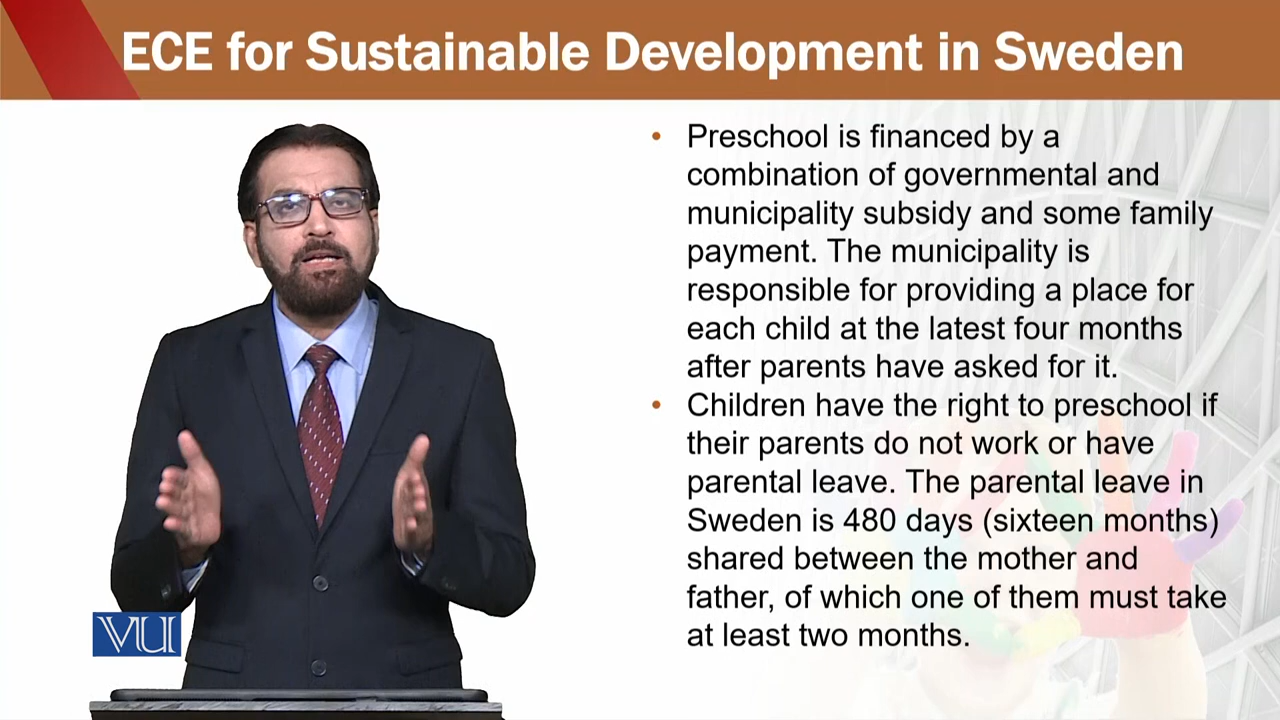 ECE for Sustainable Development in Sweden
• Preschool is financed by a
combination of governmental and
municipality subsidy and some family
payment. The municipality is
responsible for providing a place for
each child at the latest four months
after parents have asked for it.
• Children have the right to preschool if
their parents do not work or have
parental leave. The parental leave in
Sweden is 480 days (sixteen months)
shared between the mother and
father, of which one of them must take
at least two months.
VU